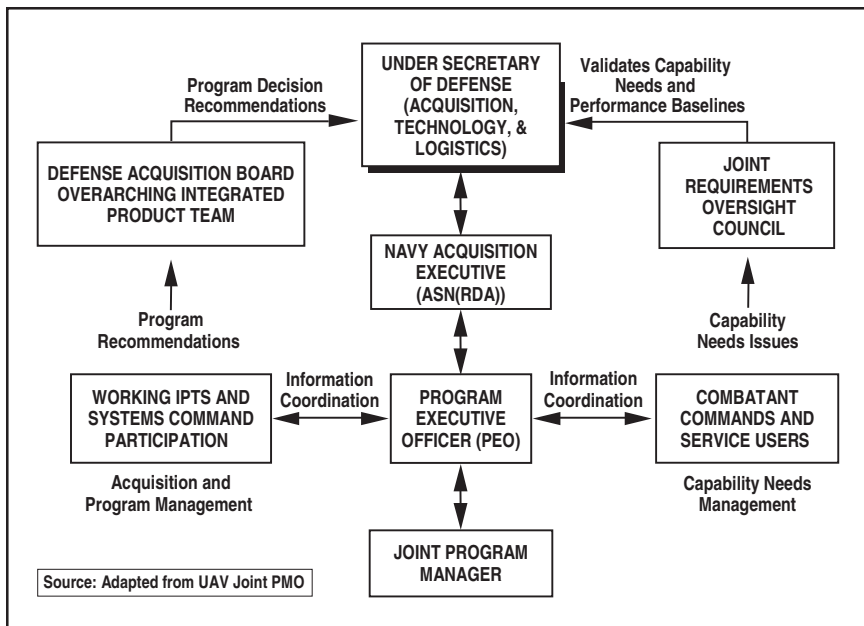 Program Decision
Recommendations
UNDER SECRETARY
OF DEFENSE
(ACQUISITION,
TECHNOLOGY, &
LOGISTICS)
Validates Capability
Needs and
Performance Baselines
DEFENSE ACQUISITION BOARD
OVERARCHING INTEGRATED
PRODUCT TEAM
JOINT
REQUIREMENTS
OVERSIGHT
COUNCIL
NAVY ACQUISITION
EXECUTIVE
(ASN(RDA))
Program
Recommendations
Capability
Needs Issues
WORKING IPTS AND
SYSTEMS COMMAND
PARTICIPATION
Information
Coordination
PROGRAM
EXECUTIVE
OFFICER (PEO)
Information
Coordination
COMBATANT
COMMANDS AND
SERVICE USERS
Acquisition and
Program Management
Capability Needs
Management
JOINT PROGRAM
MANAGER
Source: Adapted from UAV Joint PMO